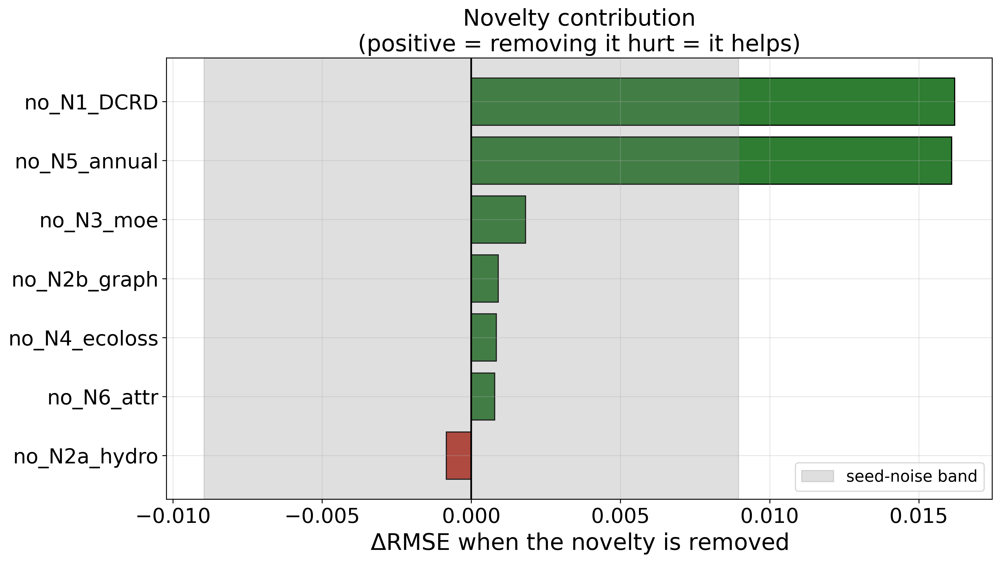 Novelty contribution
(positive = removing it hurt = it helps)
no_N1_DCRD
no_N5_annual
no_N3_moe
no_N2b_graph
no_N4_ecoloss
no_N6_attr
no_N2a_hydro
seed-noise band
−0.010 −0.005 0.000 0.005 0.010 0.015
ΔRMSE when the novelty is removed